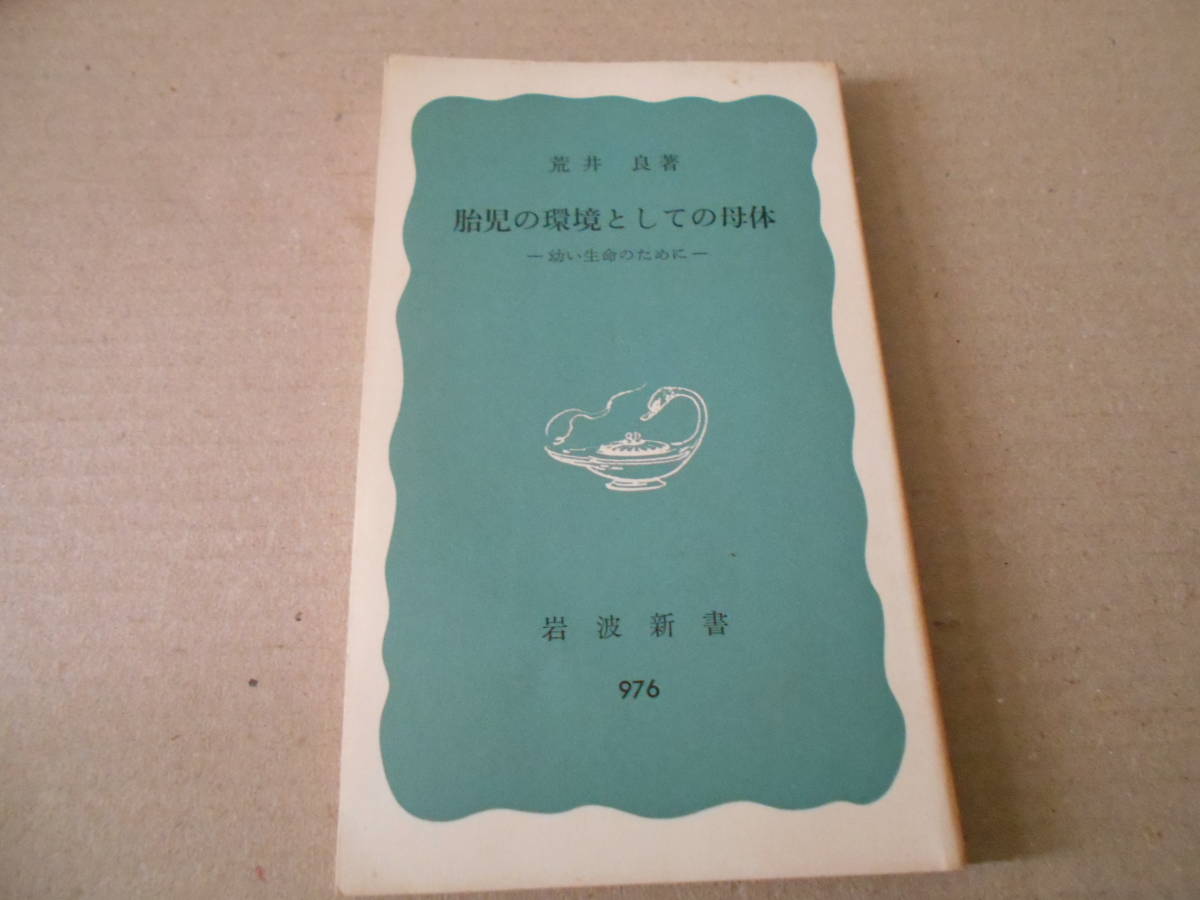 荒井 良著
胎児の環境としての母体
―幼い生命のために―
岩波新書
976